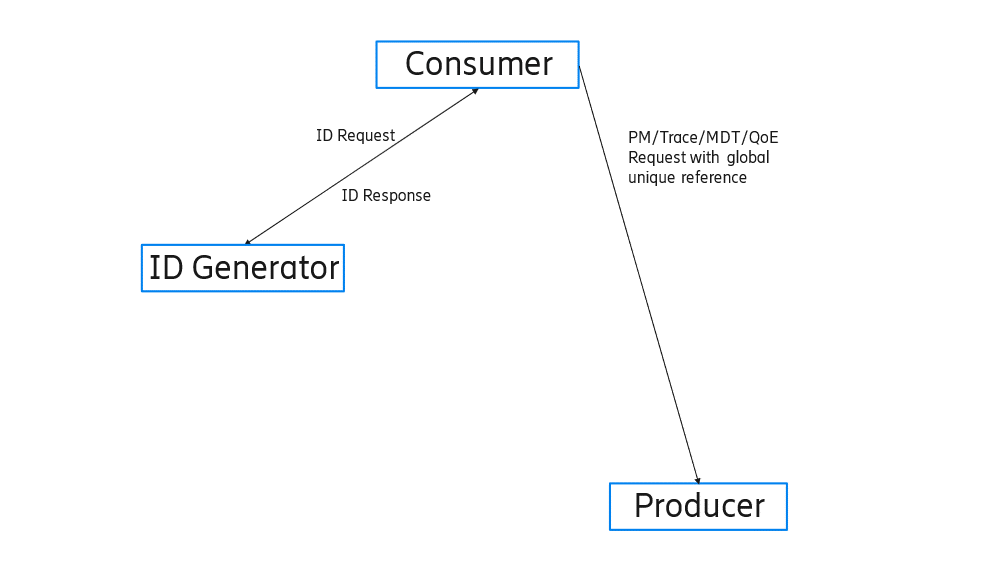 Consumer
ID Request
PM/Trace/MDT/QoE
Request with global
unique reference
ID Response
ID Generator
Producer